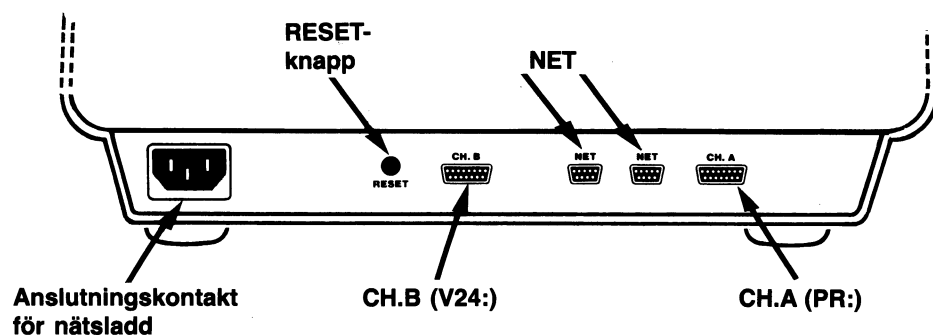 RESET-
knapp
NET
CH. B
NET
NET
CH. A
RESET
Anslutningskontakt
för nätsladd
CH.B (V24:)
CH.A (PR:)